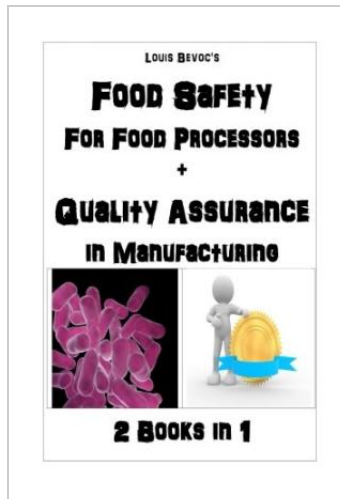 Louis Bevoc's
Food Safety
For Food Processors
+
Quality Assurance
in Manufacturing
2 Books in 1